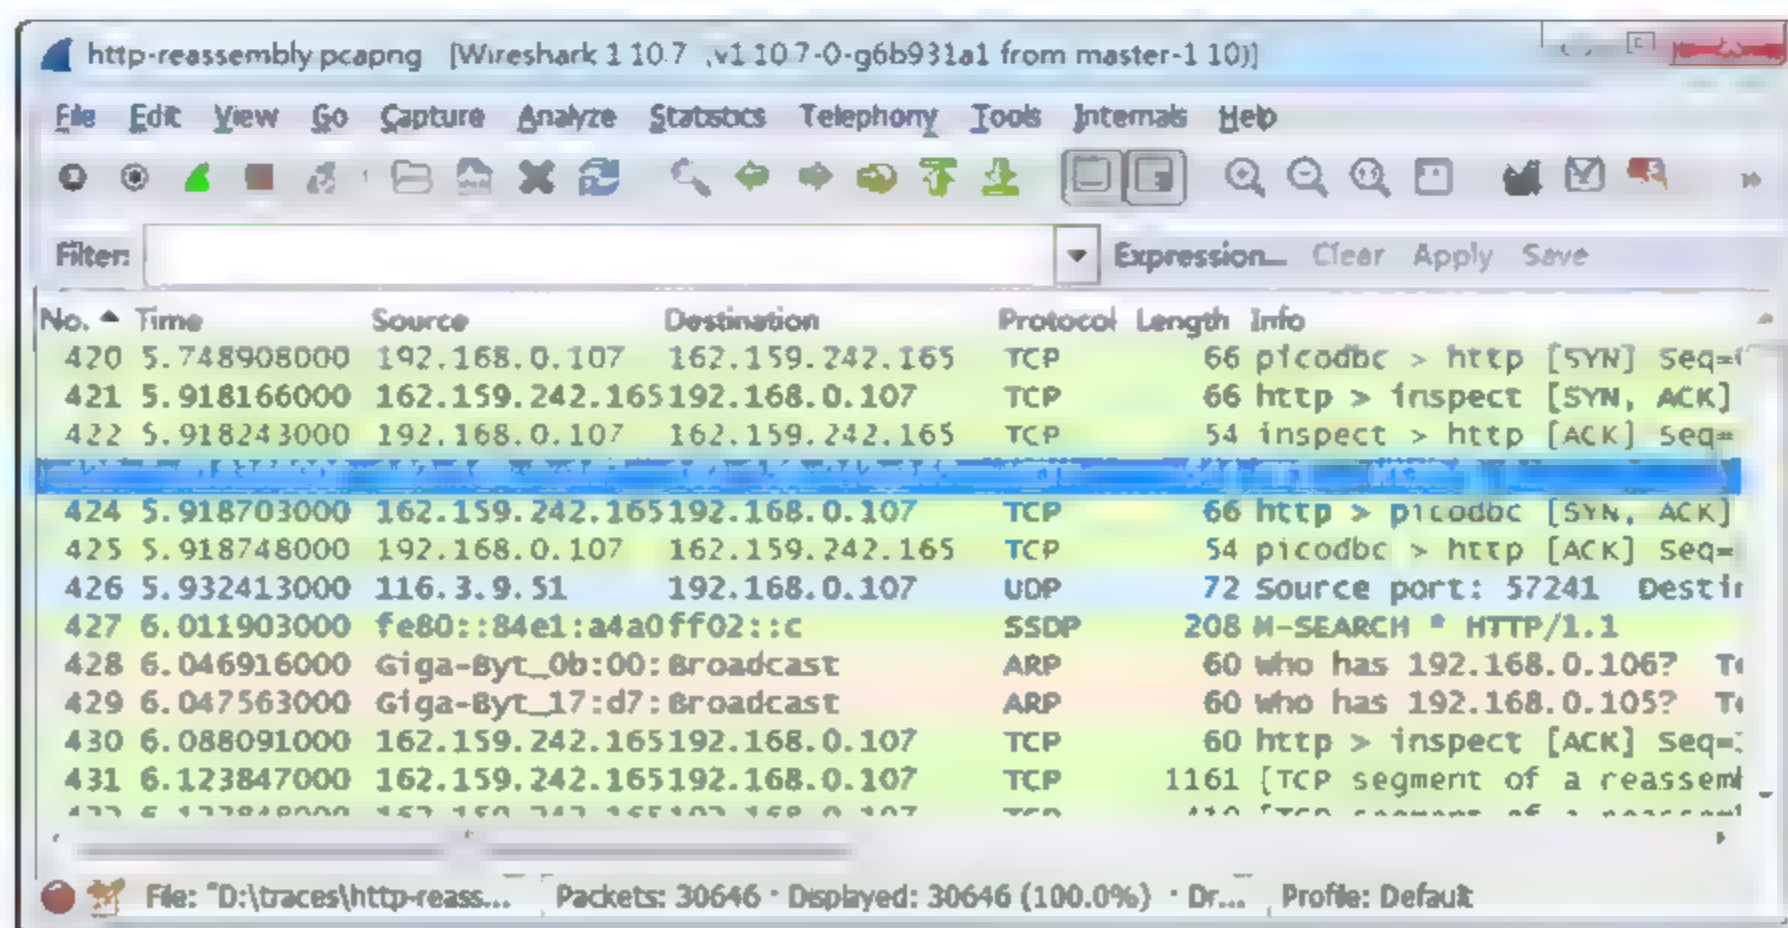 http-reassembly.pcapng [Wireshark 1.10.7 (v1.10.7-0-g6b931a1 from master-1.10)]
File Edit View Go Capture Analyze Statistics Telephony Tools Internals Help
Filter: Expression... Clear Apply Save
No. Time Source Destination Protocol Length Info
420 5.748908000 192.168.0.107 162.159.242.165 TCP 66 picodbc > http [SYN] Seq=
421 5.918166000 162.159.242.165 192.168.0.107 TCP 66 http > inspect [SYN, ACK]
422 5.918243000 192.168.0.107 162.159.242.165 TCP 54 inspect > http [ACK] Seq=
424 5.918703000 162.159.242.165 192.168.0.107 TCP 66 http > picodbc [SYN, ACK]
425 5.918748000 192.168.0.107 162.159.242.165 TCP 54 picodbc > http [ACK] Seq=
426 5.932413000 116.3.9.51 192.168.0.107 UDP 72 Source port: 57241 Destin
427 6.011903000 fe80::84e1:a4a0 ff02::c SSDP 208 M-SEARCH * HTTP/1.1
428 6.046916000 Giga-Byt_0b:00: Broadcast ARP 60 who has 192.168.0.106? Te
429 6.047563000 Giga-Byt_17:d7: Broadcast ARP 60 who has 192.168.0.105? Te
430 6.088091000 162.159.242.165 192.168.0.107 TCP 60 http > inspect [ACK] Seq=
431 6.123847000 162.159.242.165 192.168.0.107 TCP 1161 [TCP segment of a reassem
File: "D:\traces\http-reass... Packets: 30646 · Displayed: 30646 (100.0%) · Dr... Profile: Default